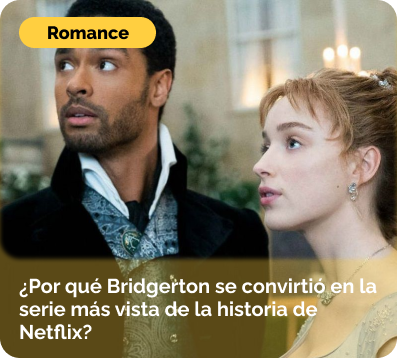 Romance
¿Por qué Bridgerton se convirtió en la
serie más vista de la historia de
Netflix?